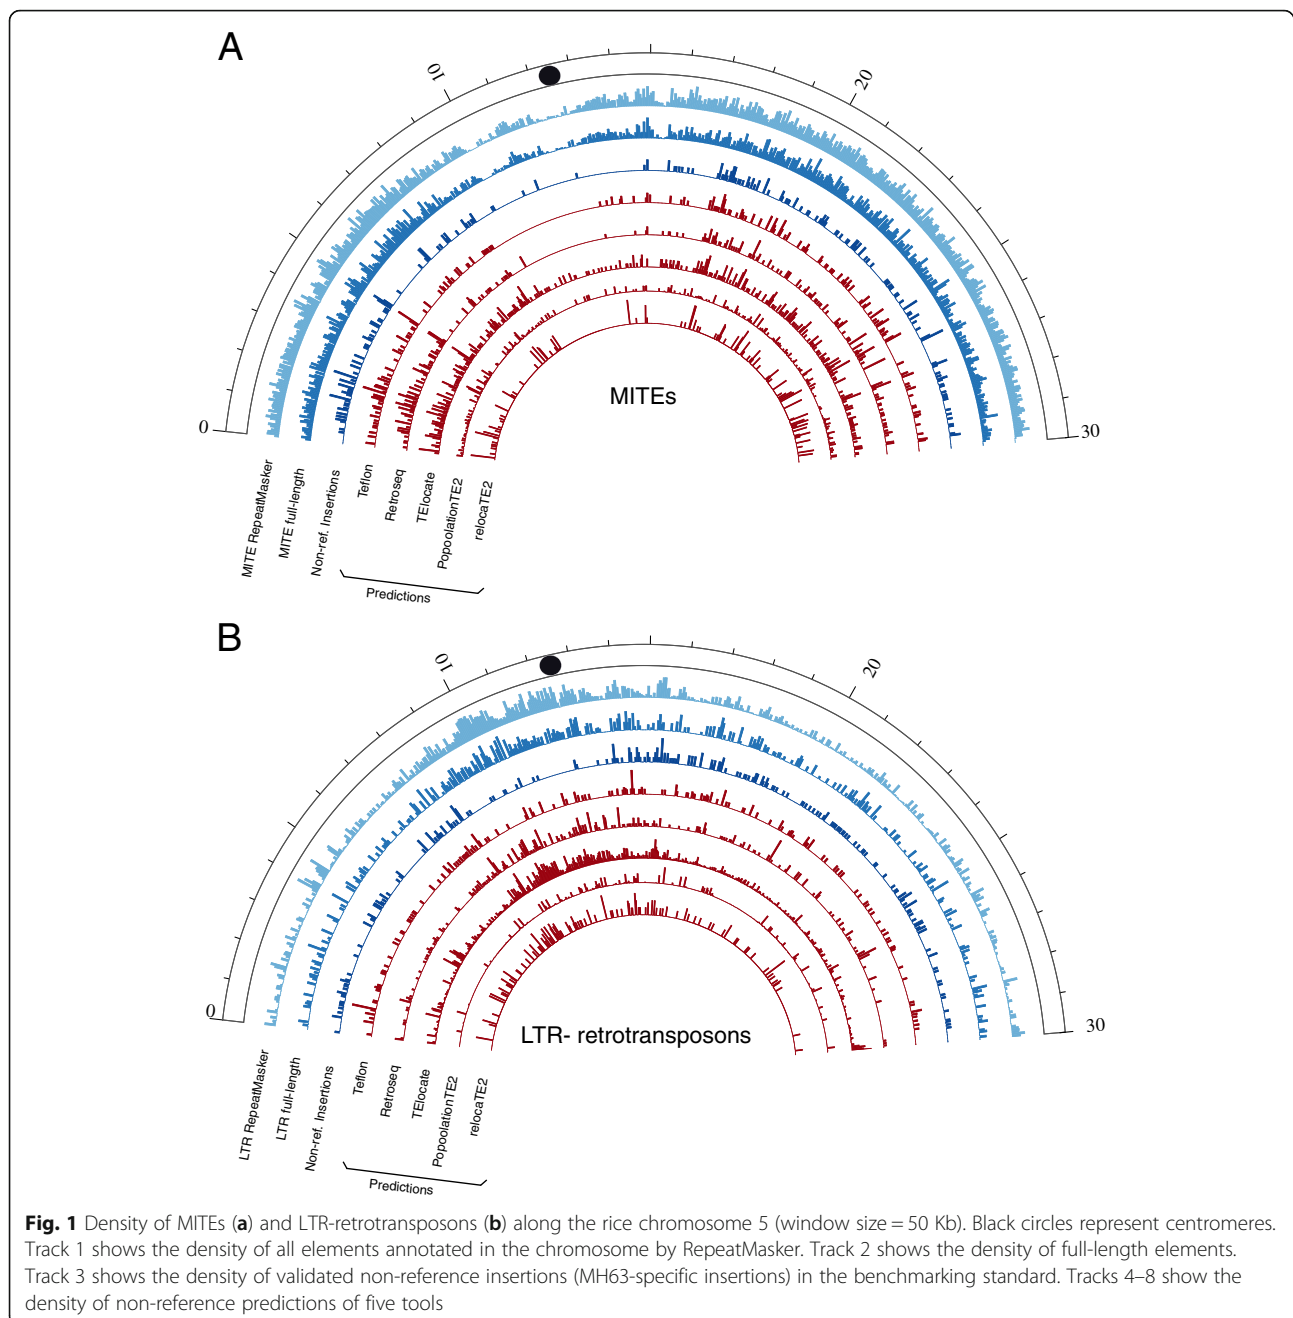 A
10
20
0
30
MITEs
MITE RepeatMasker
MITE full-length
Non-ref. Insertions
Teflon
Retroseq
TElocate
PopoolationTE2
relocaTE2
Predictions
B
10
20
0
30
LTR- retrotransposons
LTR RepeatMasker
LTR full-length
Non-ref. Insertions
Teflon
Retroseq
TElocate
PopoolationTE2
relocaTE2
Predictions
Fig. 1 Density of MITEs (a) and LTR-retrotransposons (b) along the rice chromosome 5 (window size = 50 Kb). Black circles represent centromeres.
Track 1 shows the density of all elements annotated in the chromosome by RepeatMasker. Track 2 shows the density of full-length elements.
Track 3 shows the density of validated non-reference insertions (MH63-specific insertions) in the benchmarking standard. Tracks 4–8 show the
density of non-reference predictions of five tools